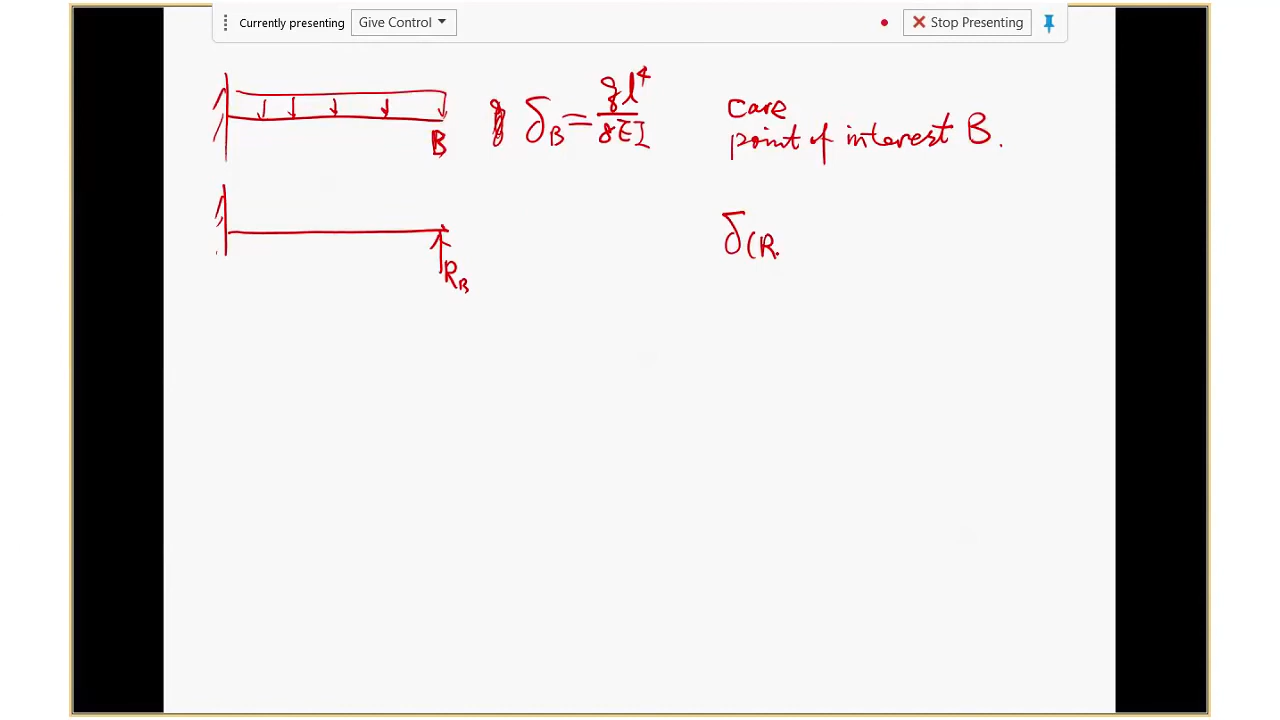 Currently presenting Give Control Stop Presenting
B
δB = ql⁴/8EI
case
point of interest B.
RB
δ(R